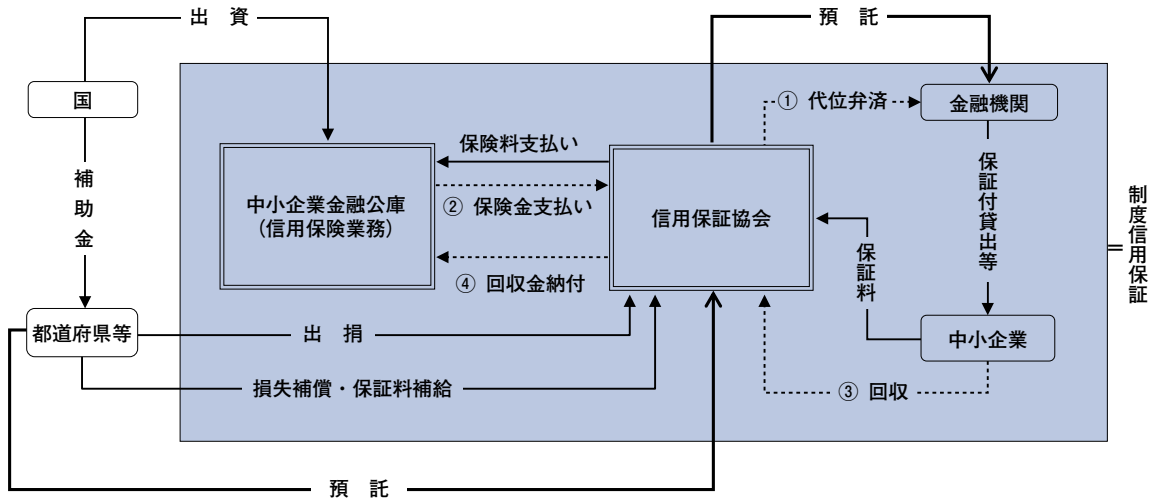 出 資
預 託
国
① 代位弁済
金融機関
保険料支払い
補助金
中小企業金融公庫
（信用保険業務）
② 保険金支払い
信用保証協会
保証付貸出等
制度信用保証
④ 回収金納付
保証料
都道府県等
出 捐
中小企業
損失補償・保証料補給
③ 回収
預 託